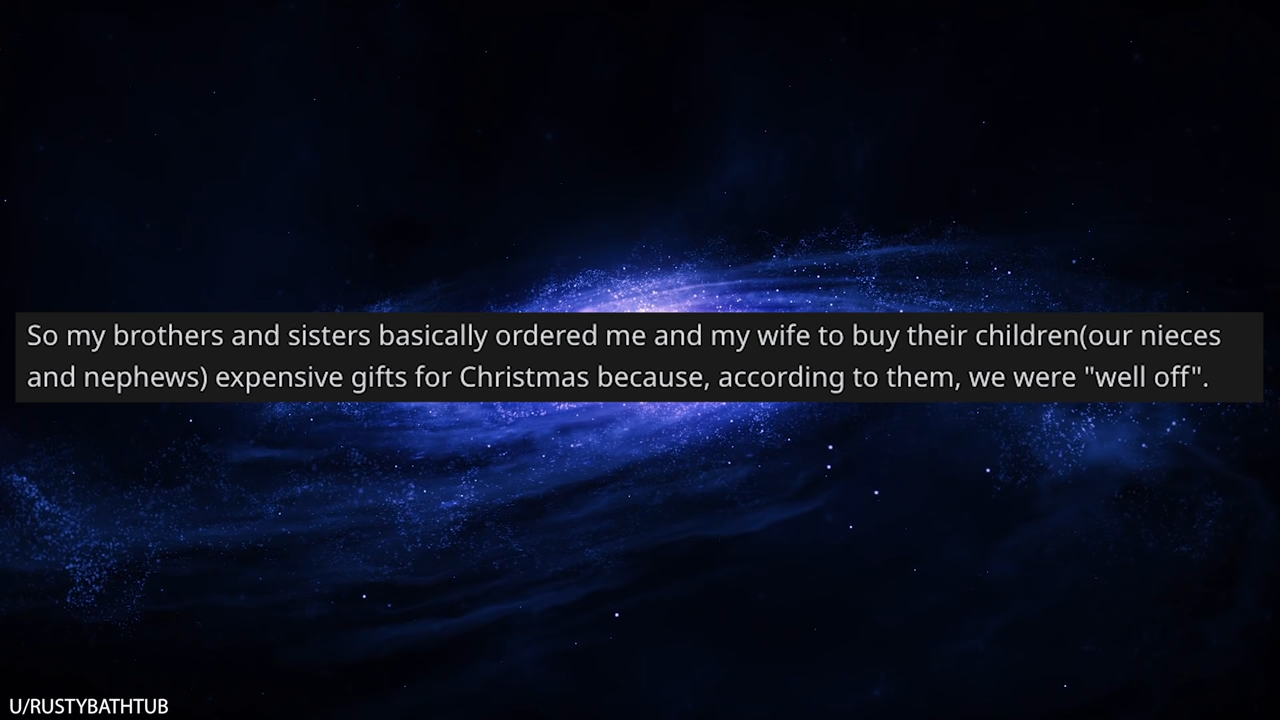 So my brothers and sisters basically ordered me and my wife to buy their children(our nieces
and nephews) expensive gifts for Christmas because, according to them, we were "well off".
U/RUSTYBATHTUB